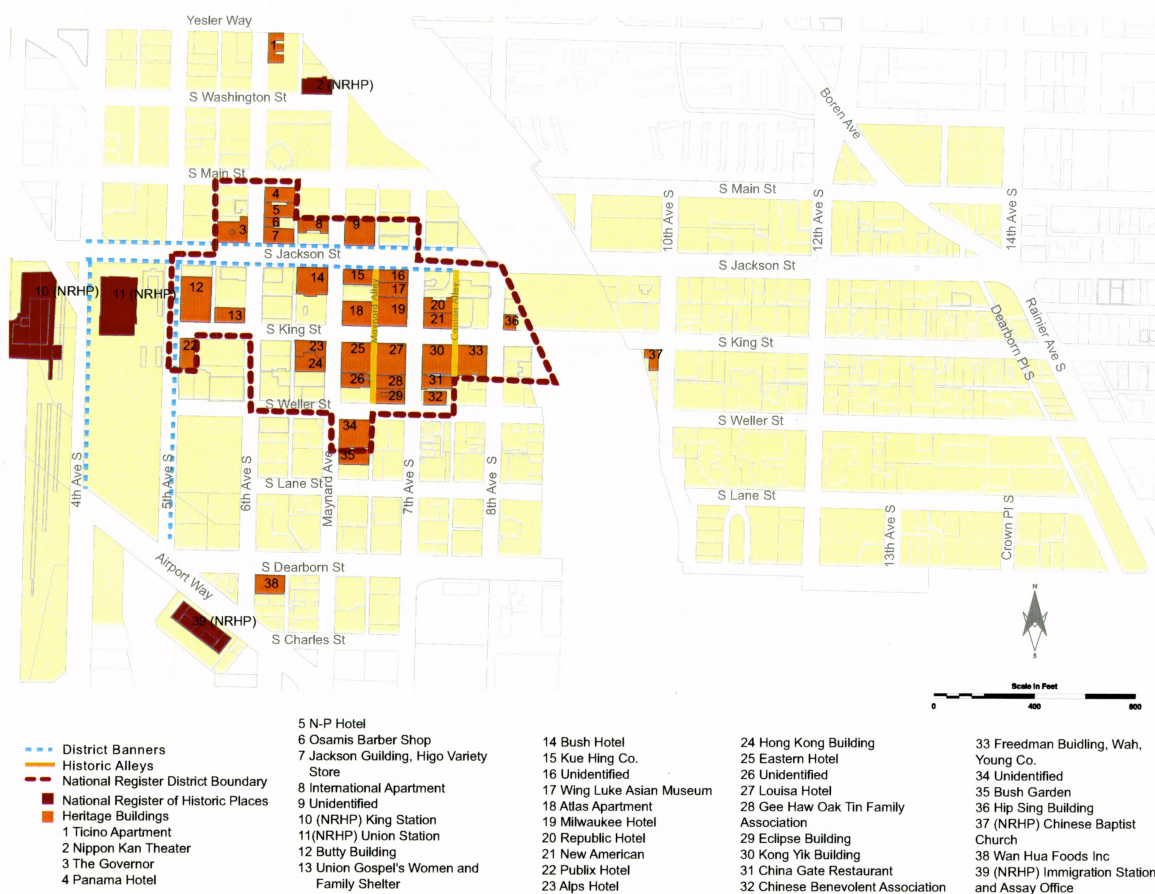 Yesler Way
1
2 (NRHP)
S Washington St
Boren Ave
S Main St
S Main St
4
5
6
7
3
8
9
10th Ave S
12th Ave S
14th Ave S
S Jackson St
S Jackson St
10 (NRHP)
11 (NRHP)
12
13
14
15
16
17
18
19
20
21
Maynard Alley
Canton Alley
36
S King St
S King St
22
23
24
25
26
27
28
29
30
31
32
33
37
Dearborn Pl S
Rainier Ave S
S Weller St
S Weller St
34
35
4th Ave S
5th Ave S
6th Ave S
Maynard Ave
7th Ave S
8th Ave S
S Lane St
S Lane St
13th Ave S
Crown Pl S
Airport Way
S Dearborn St
38
39 (NRHP)
S Charles St
N
S
Scale in Feet
0 400 800
District Banners
Historic Alleys
National Register District Boundary
National Register of Historic Places
Heritage Buildings
1 Ticino Apartment
2 Nippon Kan Theater
3 The Governor
4 Panama Hotel
5 N-P Hotel
6 Osamis Barber Shop
7 Jackson Guilding, Higo Variety
Store
8 International Apartment
9 Unidentified
10 (NRHP) King Station
11(NRHP) Union Station
12 Butty Building
13 Union Gospel's Women and
Family Shelter
14 Bush Hotel
15 Kue Hing Co.
16 Unidentified
17 Wing Luke Asian Museum
18 Atlas Apartment
19 Milwaukee Hotel
20 Republic Hotel
21 New American
22 Publix Hotel
23 Alps Hotel
24 Hong Kong Building
25 Eastern Hotel
26 Unidentified
27 Louisa Hotel
28 Gee Haw Oak Tin Family
Association
29 Eclipse Building
30 Kong Yik Building
31 China Gate Restaurant
32 Chinese Benevolent Association
33 Freedman Buidling, Wah,
Young Co.
34 Unidentified
35 Bush Garden
36 Hip Sing Building
37 (NRHP) Chinese Baptist
Church
38 Wan Hua Foods Inc
39 (NRHP) Immigration Station
and Assay Office